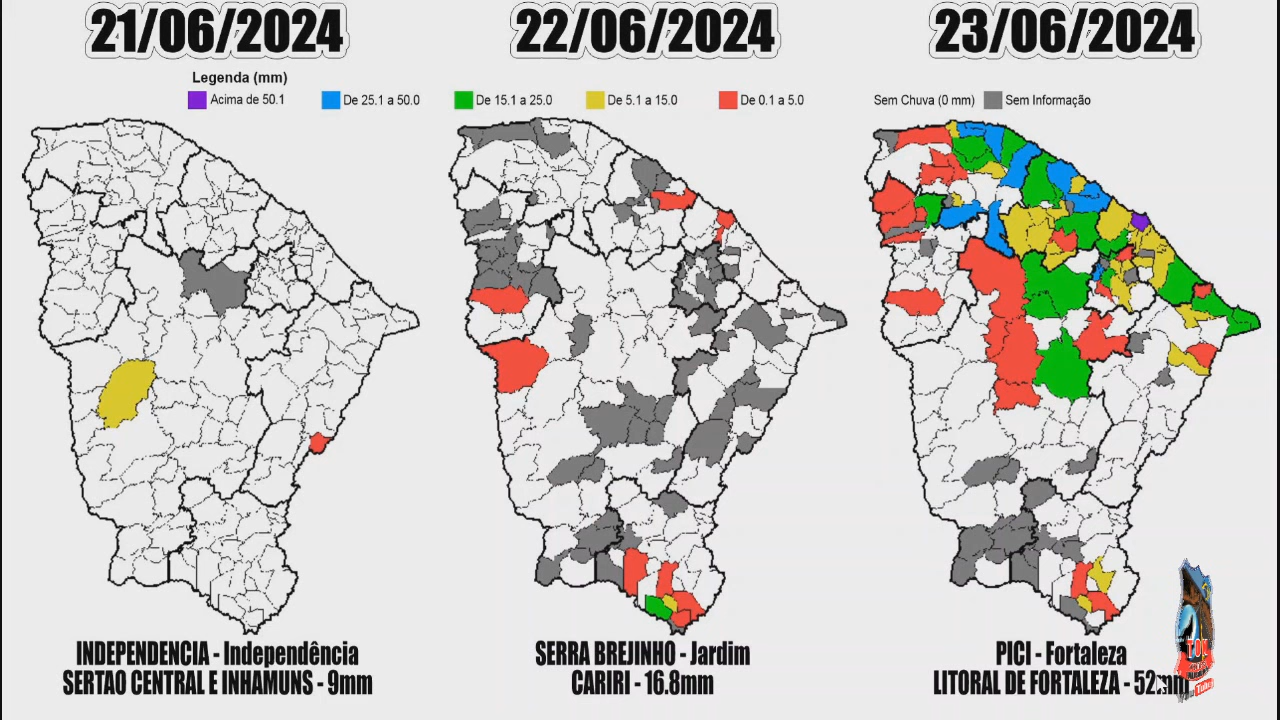 21/06/2024
22/06/2024
23/06/2024
Legenda (mm)
Acima de 50.1
De 25.1 a 50.0
De 15.1 a 25.0
De 5.1 a 15.0
De 0.1 a 5.0
Sem Chuva (0 mm)
Sem Informação
INDEPENDENCIA - Independência
SERTAO CENTRAL E INHAMUNS - 9mm
SERRA BREJINHO - Jardim
CARIRI - 16.8mm
PICI - Fortaleza
LITORAL DE FORTALEZA - 52mm
TOK